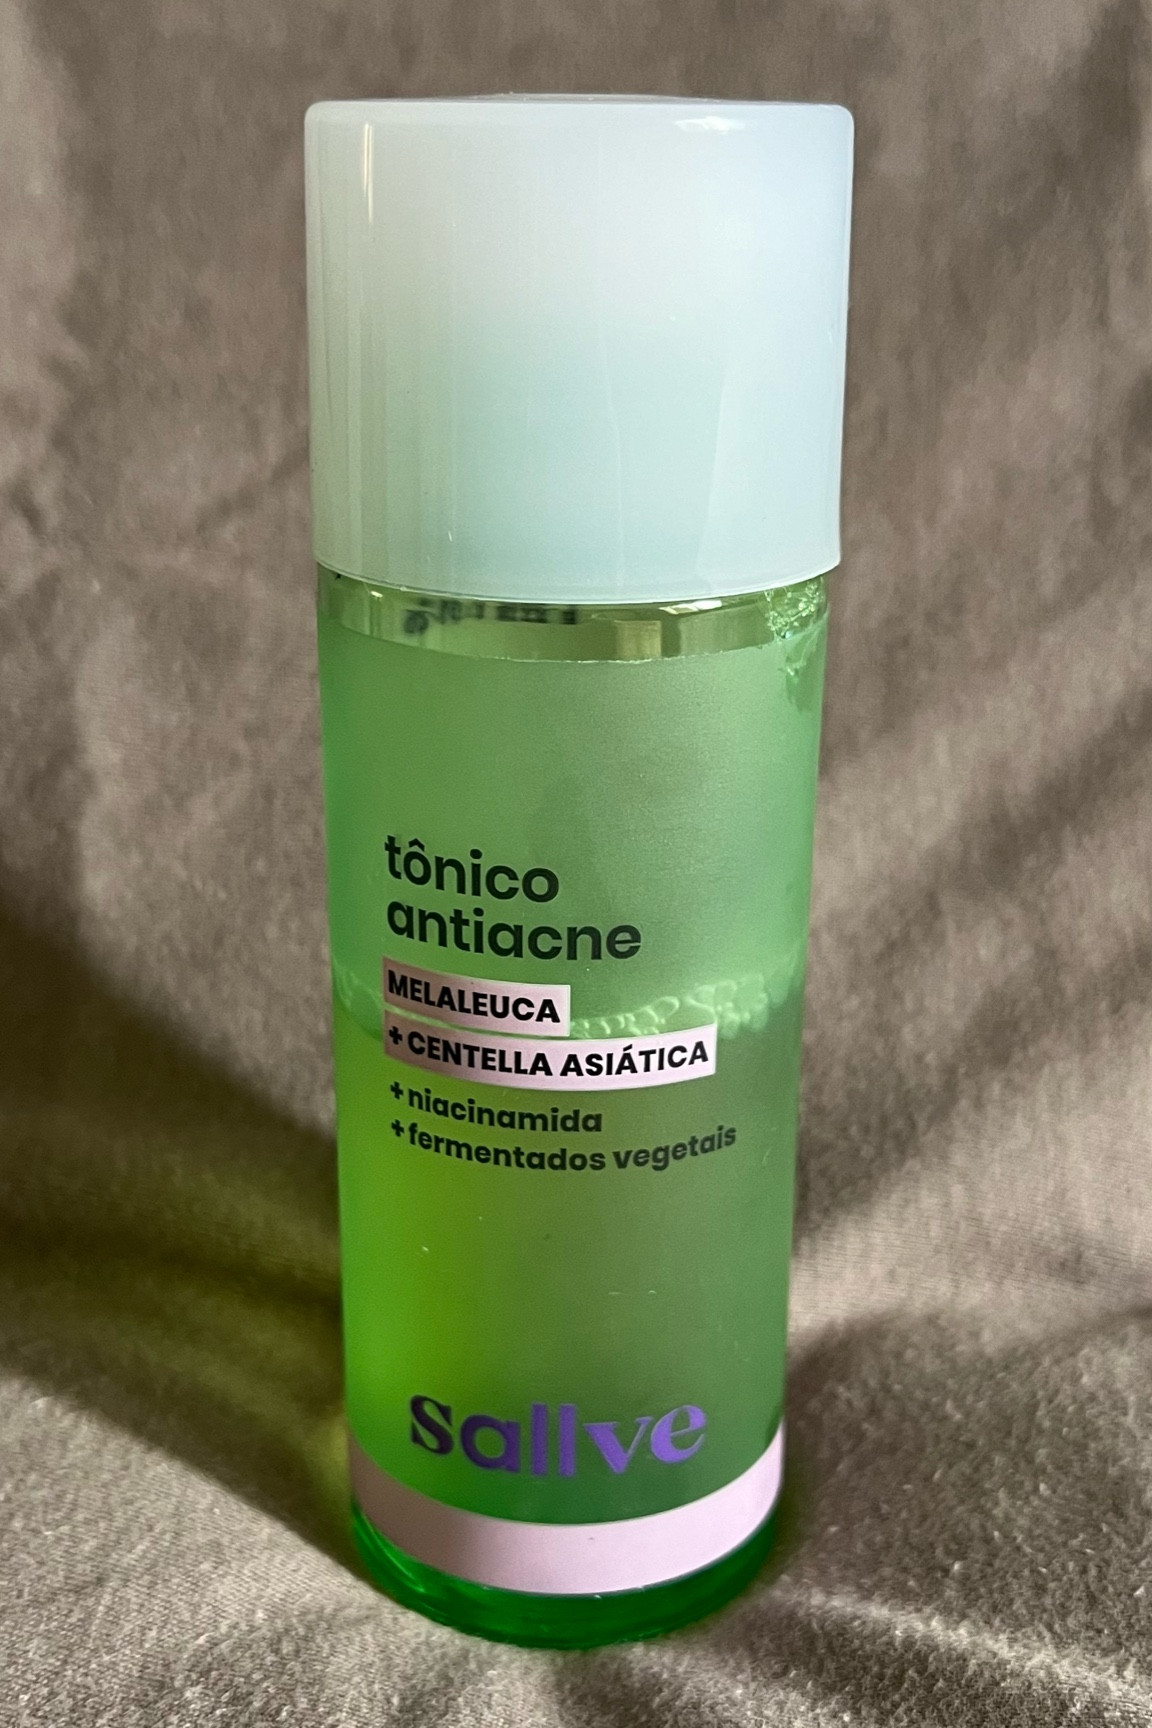 tônico
antiacne
MELALEUCA
+ CENTELLA ASIÁTICA
+ niacinamida
+ fermentados vegetais
sallve